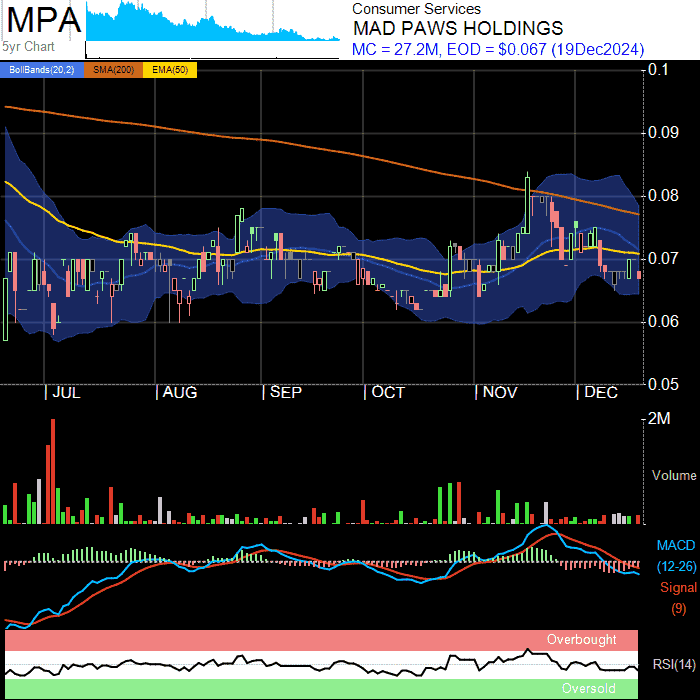 MPA
5yr Chart
Consumer Services
MAD PAWS HOLDINGS
MC = 27.2M, EOD = $0.067 (19Dec2024)
BollBands(20,2) SMA(200) EMA(50)
0.1
0.09
0.08
0.07
0.06
0.05
| JUL | AUG | SEP | OCT | NOV | DEC
2M
Volume
MACD
(12-26)
Signal
(9)
Overbought
RSI(14)
Oversold